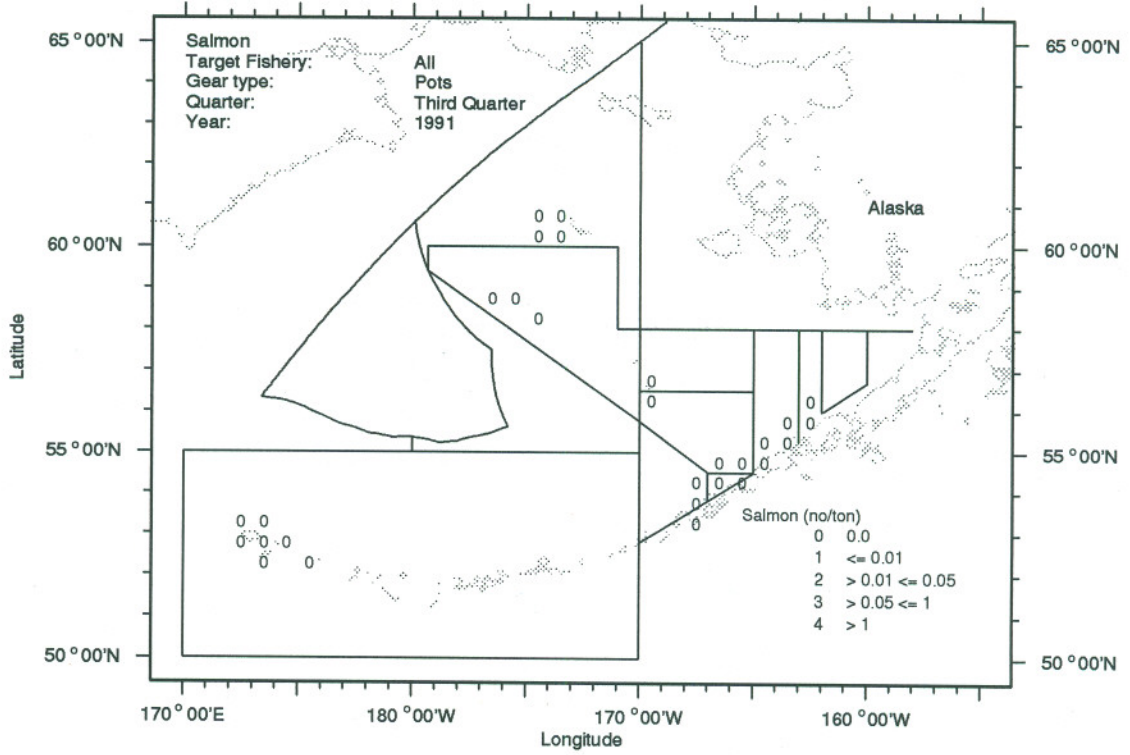 65 °00'N
65 °00'N
Salmon
Target Fishery: All
Gear type: Pots
Quarter: Third Quarter
Year: 1991
Alaska
0 0
0 0
60 °00'N
60 °00'N
0 0
0
Latitude
0
0
0
0 0
0 0
55 °00'N
55 °00'N
0 0 0
0 0 0
0
0
Salmon (no/ton)
0 0.0
1 <= 0.01
2 > 0.01 <= 0.05
3 > 0.05 <= 1
4 > 1
0 0
0 0 0
0 0
50 °00'N
50 °00'N
170 °00'E
180 °00'W
170 °00'W
160 °00'W
Longitude